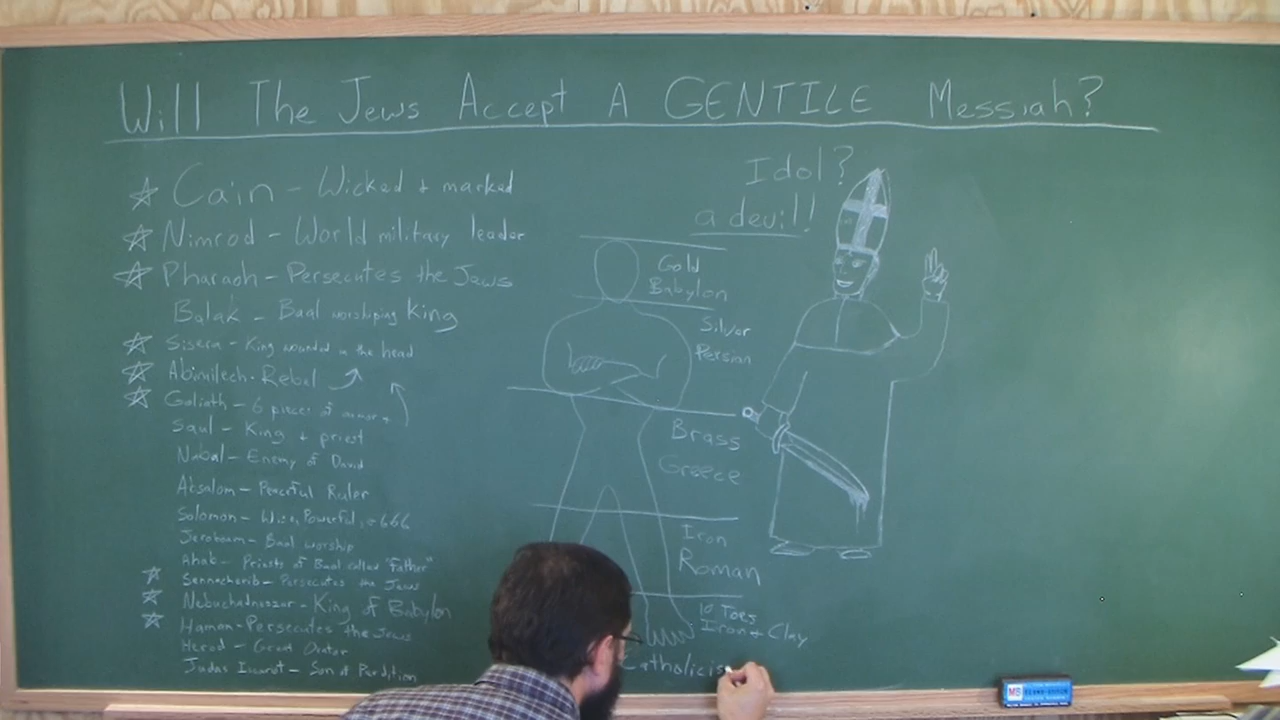 Will The Jews Accept A GENTILE Messiah?
Cain - Wicked + marked
Nimrod - World military leader
Pharaoh - Persecutes the Jews
Balak - Baal worshiping King
Sisera - King wounded in the head
Abimilech - Rebel
Goliath - 6 pieces of armor
Saul - King + priest
Nabal - Enemy of David
Absalom - Peaceful Ruler
Solomon - Wise, Powerful, 666
Jeroboam - Baal worship
Ahab - Priests of Baal called "Father"
Sennacherib - Persecutes the Jews
Nebuchadnezzar - King of Babylon
Haman - Persecutes the Jews
Herod - Great Orator
Judas Iscariot - Son of Perdition
Idol?
a devil!
Gold
Babylon
Silver
Persian
Brass
Greece
Iron
Roman
10 Toes
Iron + Clay
Catholicis